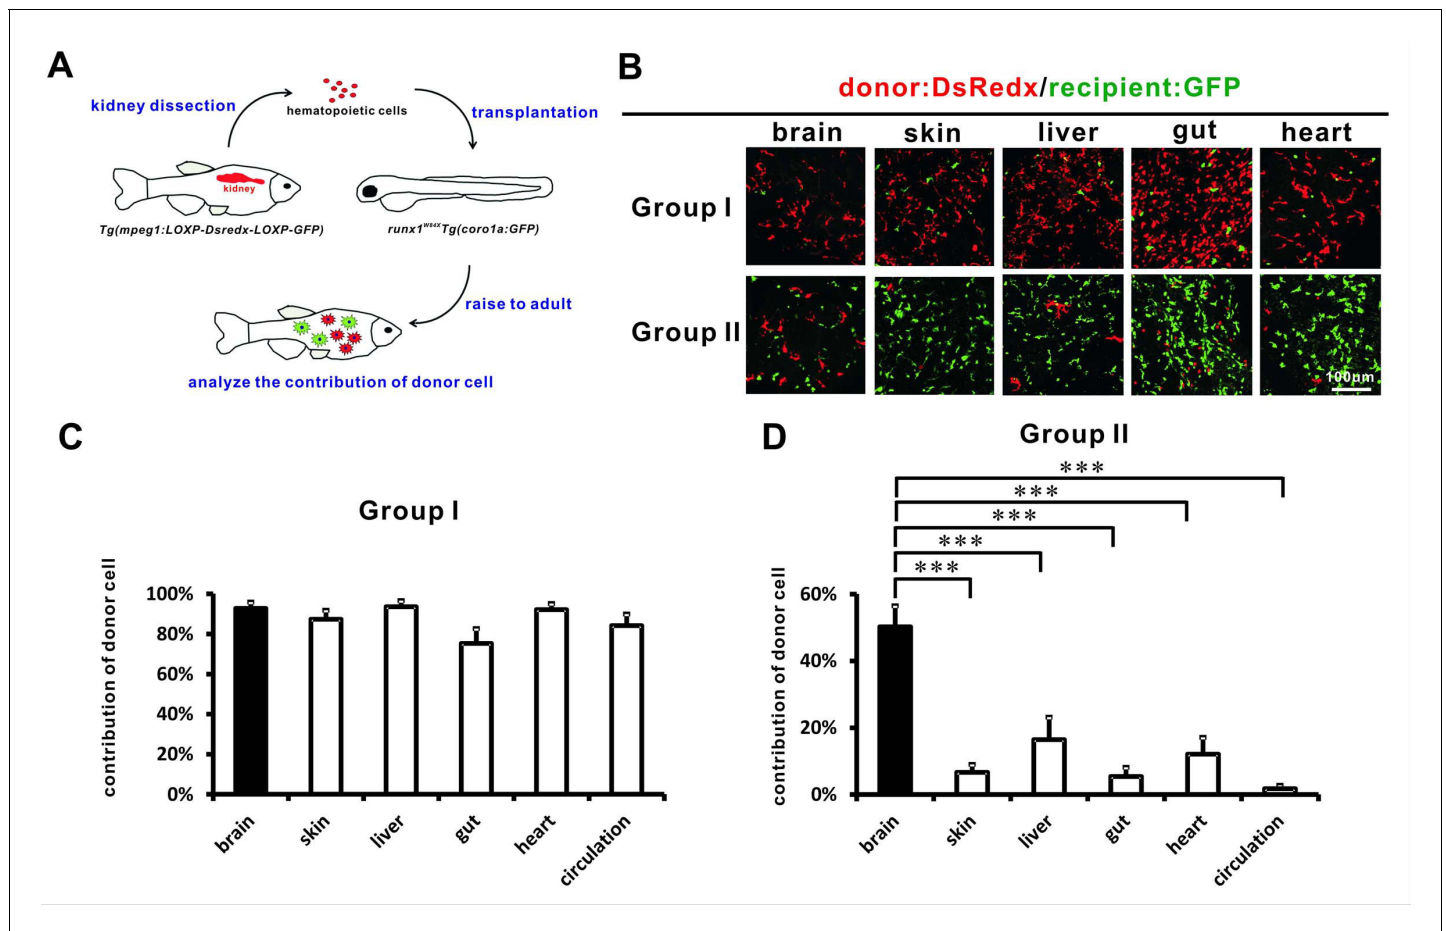 A
kidney dissection
hematopoietic cells
transplantation
kidney
Tg(mpeg1:LOXP-Dsredx-LOXP-GFP)
runx1W84XTg(coro1a:GFP)
raise to adult
analyze the contribution of donor cell
B
donor:DsRedx/recipient:GFP
brain skin liver gut heart
Group I
Group II
100um
C
Group I
contribution of donor cell
100%
80%
60%
40%
20%
0%
brain
skin
liver
gut
heart
circulation
D
Group II
***
***
***
***
***
contribution of donor cell
60%
40%
20%
0%
brain
skin
liver
gut
heart
circulation